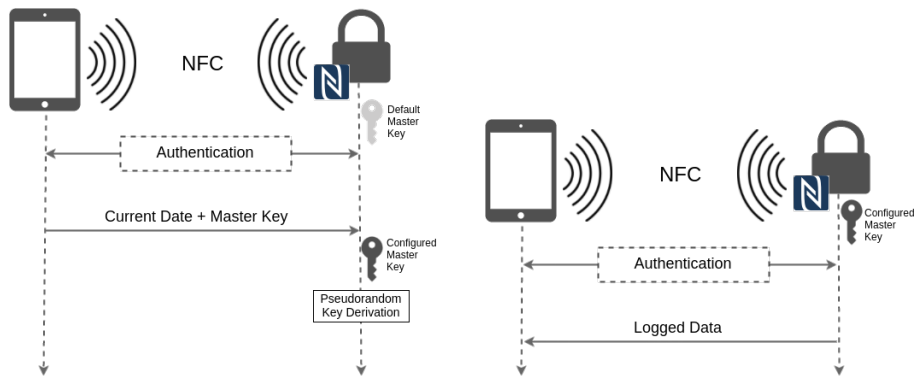 NFC
Default
Master
Key
Authentication
Current Date + Master Key
Configured
Master
Key
Pseudorandom
Key Derivation
NFC
Configured
Master
Key
Authentication
Logged Data